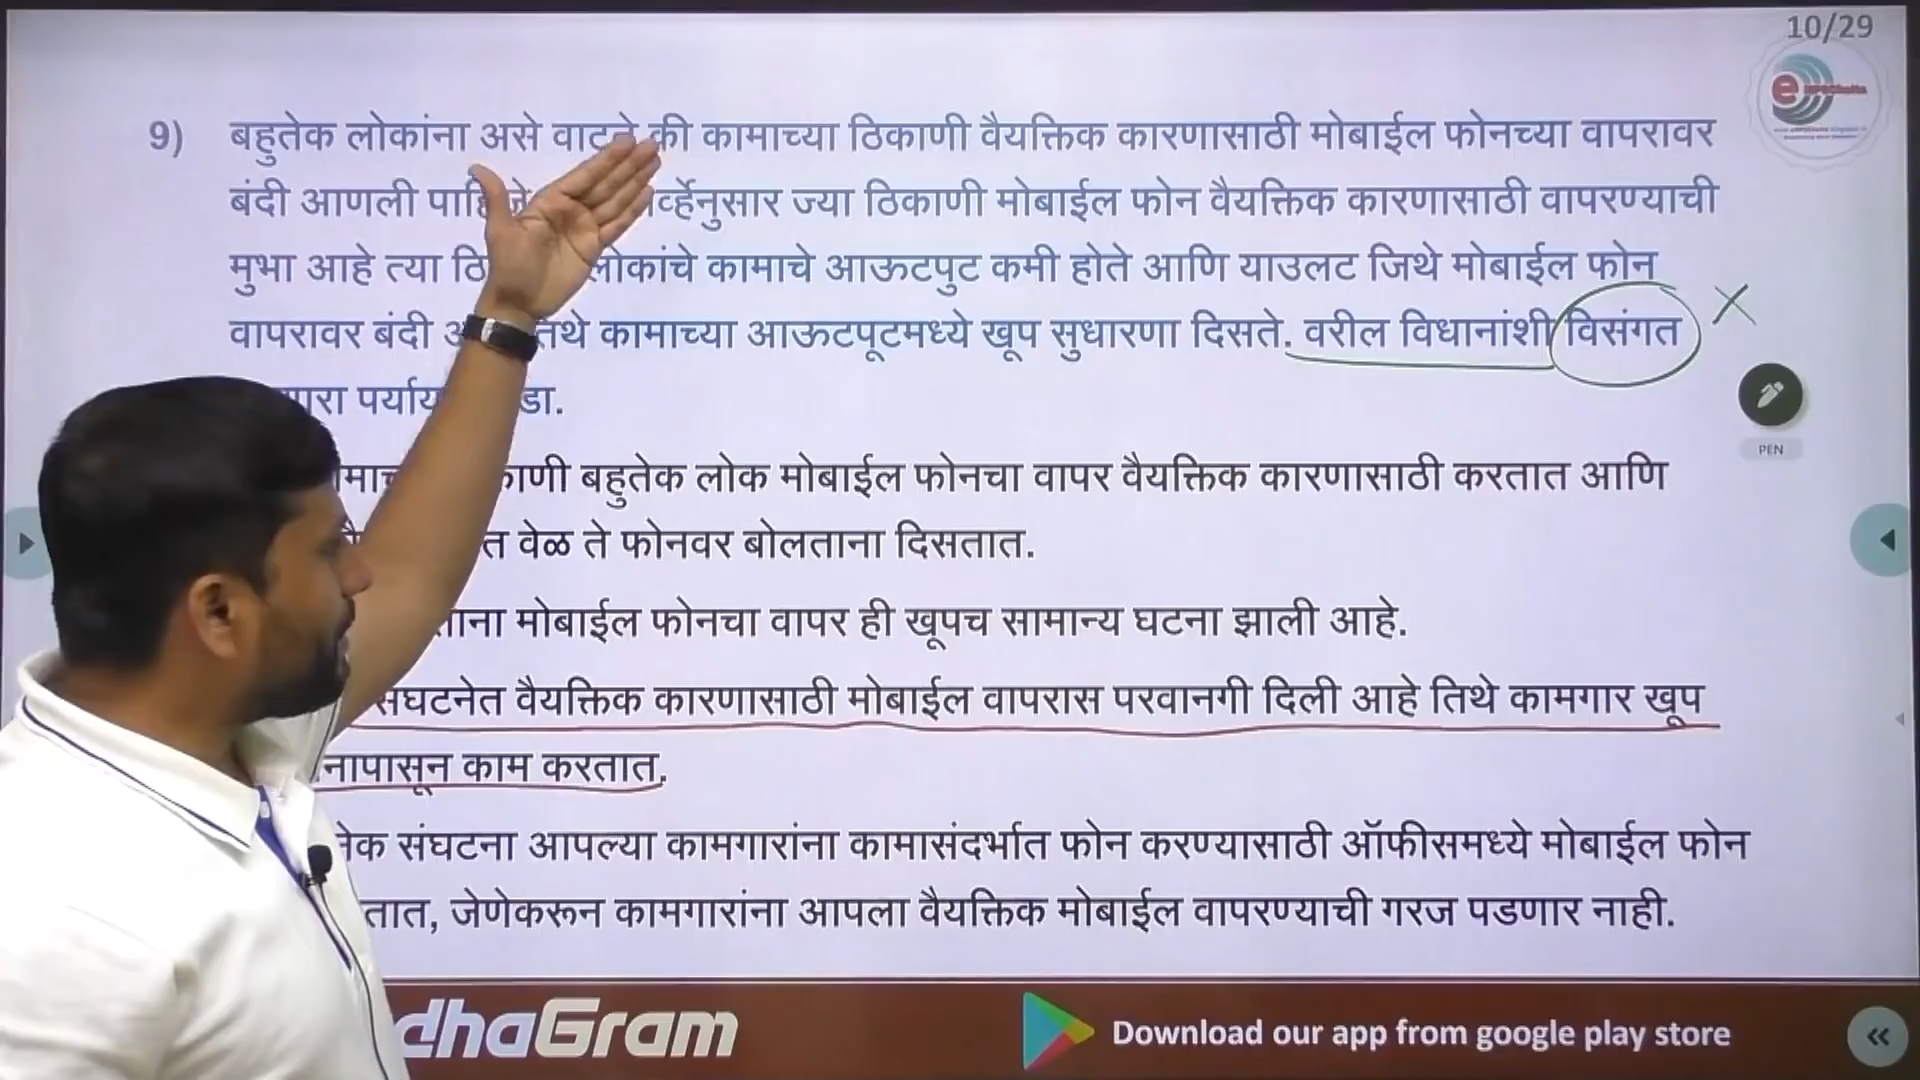 10/29
9) बहुतेक लोकांना असे वाटते की कामाच्या ठिकाणी वैयक्तिक कारणासाठी मोबाईल फोनच्या वापरावर
बंदी आणली ज्या ठिकाणी मोबाईल फोन वैयक्तिक कारणासाठी वापरण्याची
मुभा आहे त्या लोकांचे कामाचे आऊटपुट कमी होते आणि याउलट जिथे मोबाईल फोन
वापरावर बंदी तिथे कामाच्या आऊटपूटमध्ये खूप सुधारणा दिसते. वरील विधानांशी विसंगत
PEN
बहुतेक लोक मोबाईल फोनचा वापर वैयक्तिक कारणासाठी करतात आणि
वेळ ते फोनवर बोलताना दिसतात.
मोबाईल फोनचा वापर ही खूपच सामान्य घटना झाली आहे.
संघटनेत वैयक्तिक कारणासाठी मोबाईल वापरास परवानगी दिली आहे तिथे कामगार खूप
काम करतात.
संघटना आपल्या कामगारांना कामासंदर्भात फोन करण्यासाठी ऑफीसमध्ये मोबाईल फोन
जेणेकरून कामगारांना आपला वैयक्तिक मोबाईल वापरण्याची गरज पडणार नाही.
dhaGram
Download our app from google play store